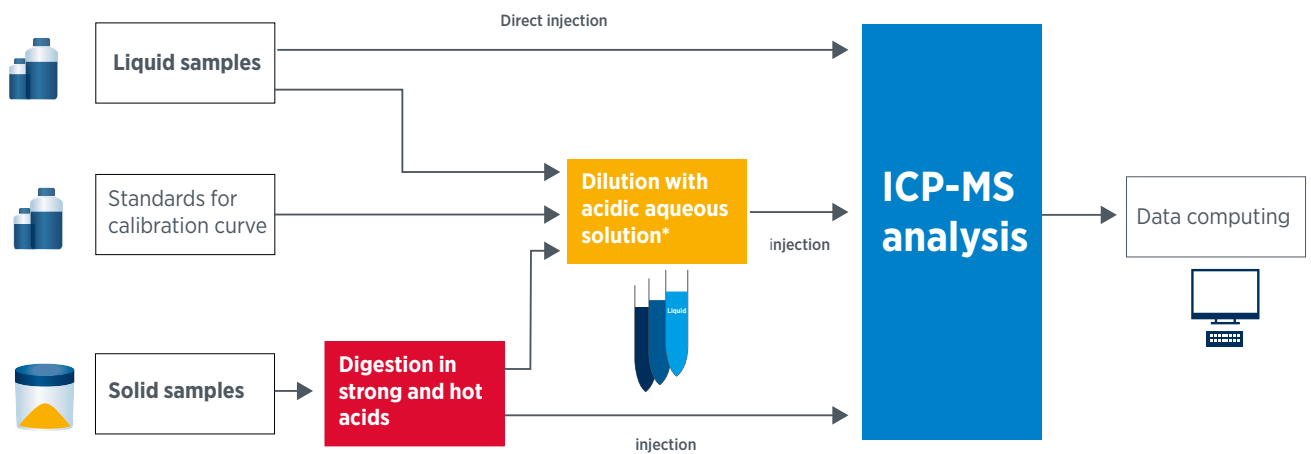 Direct injection
Liquid samples
Standards for
calibration curve
Dilution with
acidic aqueous
solution*
injection
Liquid
ICP-MS
analysis
Data computing
Solid samples
Digestion in
strong and hot
acids
injection